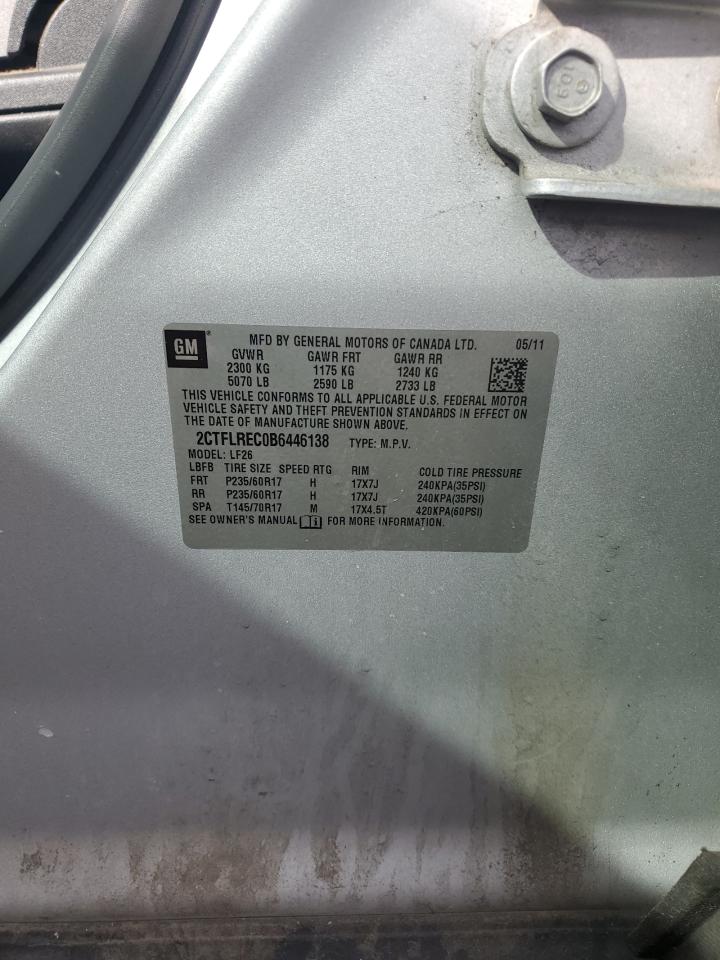 10.9
GM ®
MFD BY GENERAL MOTORS OF CANADA LTD. 05/11
GVWR GAWR FRT GAWR RR
2300 KG 1175 KG 1240 KG
5070 LB 2590 LB 2733 LB
THIS VEHICLE CONFORMS TO ALL APPLICABLE U.S. FEDERAL MOTOR
VEHICLE SAFETY AND THEFT PREVENTION STANDARDS IN EFFECT ON
THE DATE OF MANUFACTURE SHOWN ABOVE.
2CTFLREC0B6446138 TYPE: M.P.V.
MODEL: LF26
LBFB TIRE SIZE SPEED RTG RIM COLD TIRE PRESSURE
FRT P235/60R17 H 17X7J 240KPA(35PSI)
RR P235/60R17 H 17X7J 240KPA(35PSI)
SPA T145/70R17 M 17X4.5T 420KPA(60PSI)
SEE OWNER'S MANUAL FOR MORE INFORMATION.